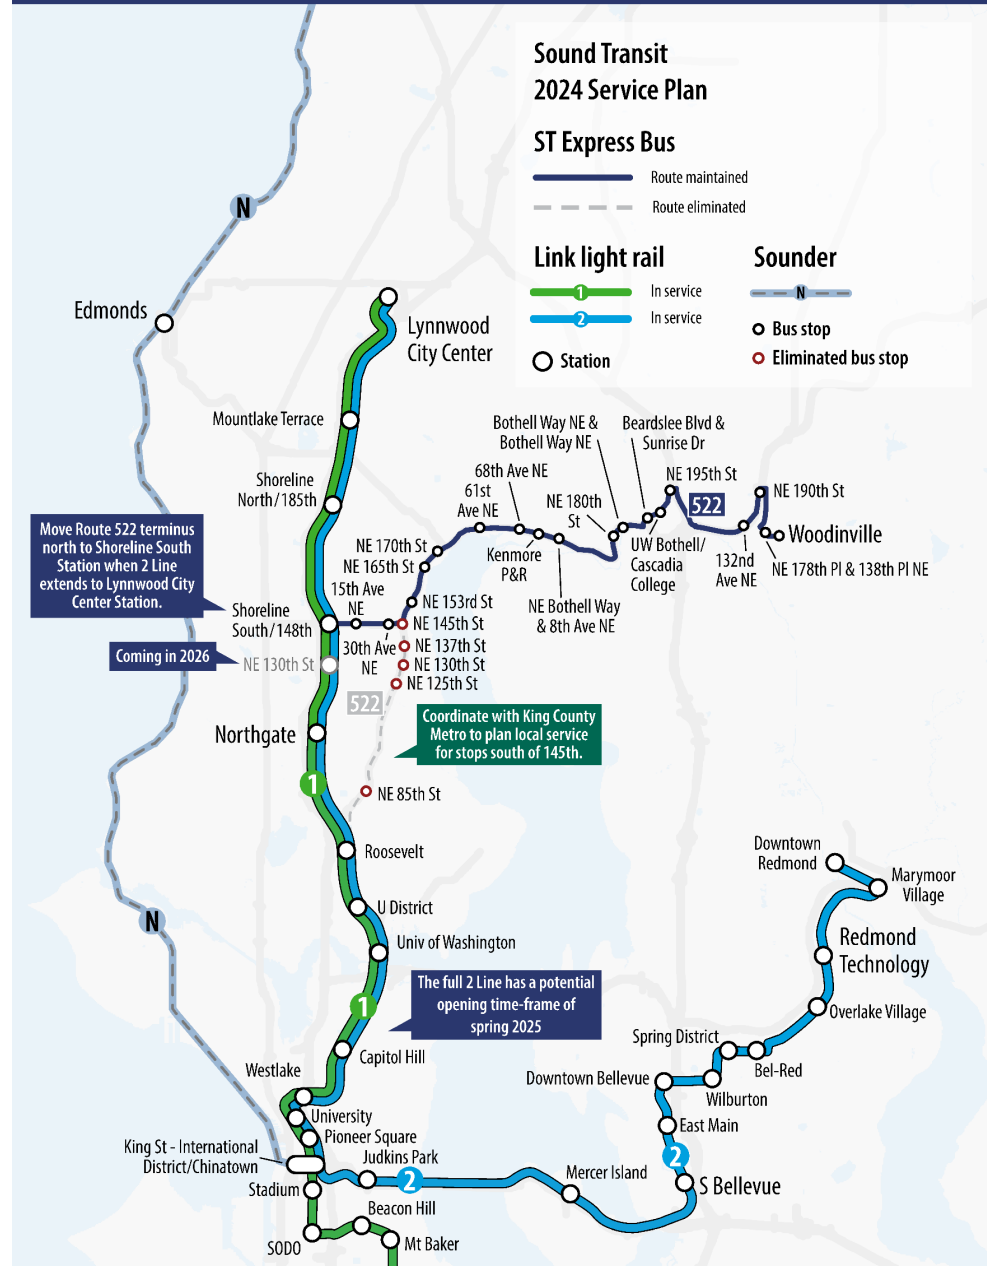 Sound Transit
2024 Service Plan
ST Express Bus
Route maintained
Route eliminated
Link light rail
1
In service
2
In service
Station
Sounder
N
Bus stop
Eliminated bus stop
N
Edmonds
Lynnwood
City Center
Mountlake Terrace
Shoreline
North/185th
Move Route 522 terminus
north to Shoreline South
Station when 2 Line
extends to Lynnwood City
Center Station.
Shoreline
South/148th
Coming in 2026
NE 130th St
15th Ave
NE
30th Ave
NE
NE 145th St
NE 137th St
NE 130th St
NE 125th St
522
NE 85th St
NE 153rd St
NE 165th St
NE 170th St
61st
Ave NE
68th Ave NE
Kenmore
P&R
NE Bothell Way
& 8th Ave NE
NE 180th
St
Bothell Way NE &
Bothell Way NE
Beardslee Blvd &
Sunrise Dr
UW Bothell/
Cascadia
College
NE 195th St
522
132nd
Ave NE
NE 190th St
NE 178th Pl & 138th Pl NE
Woodinville
Coordinate with King County
Metro to plan local service
for stops south of 145th.
Northgate
1
Roosevelt
U District
Univ of Washington
N
1
The full 2 Line has a potential
opening time-frame of
spring 2025
Capitol Hill
Westlake
University
Pioneer Square
King St - International
District/Chinatown
Stadium
SODO
Beacon Hill
Mt Baker
Judkins Park
2
Mercer Island
S Bellevue
2
East Main
Downtown Bellevue
Wilburton
Spring District
Bel-Red
Overlake Village
Redmond
Technology
Marymoor
Village
Downtown
Redmond